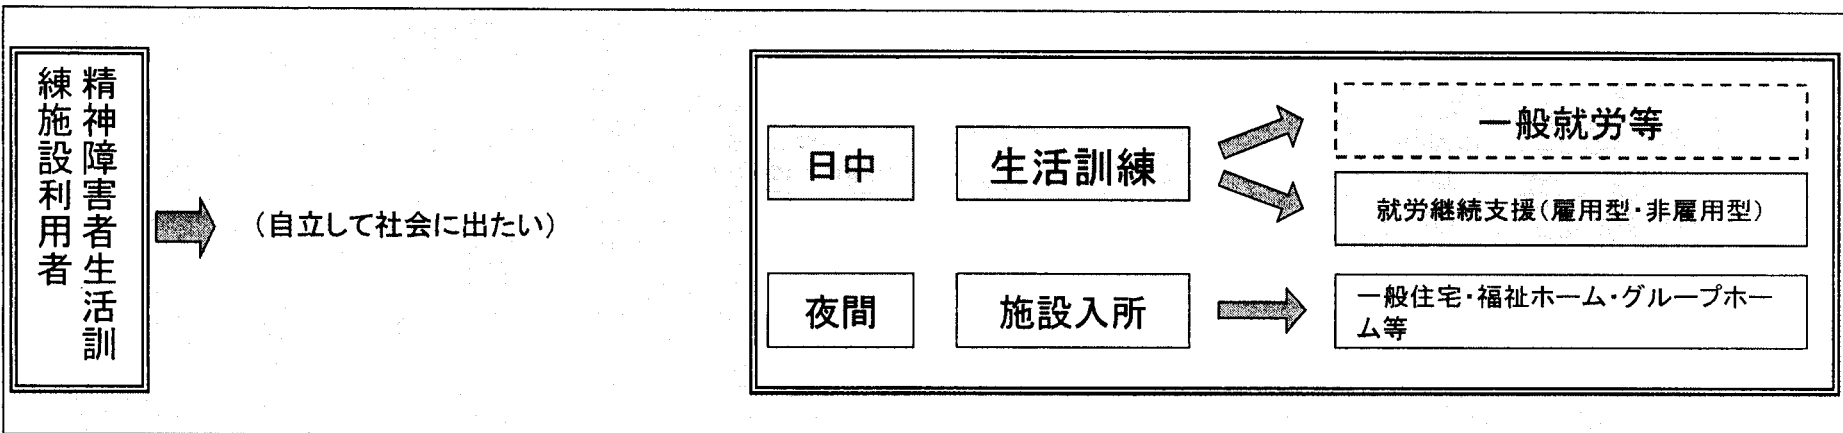 精神障害者生活訓
練施設利用者
（自立して社会に出たい）
日中
生活訓練
一般就労等
就労継続支援（雇用型・非雇用型）
夜間
施設入所
一般住宅・福祉ホーム・グループホー
ム等